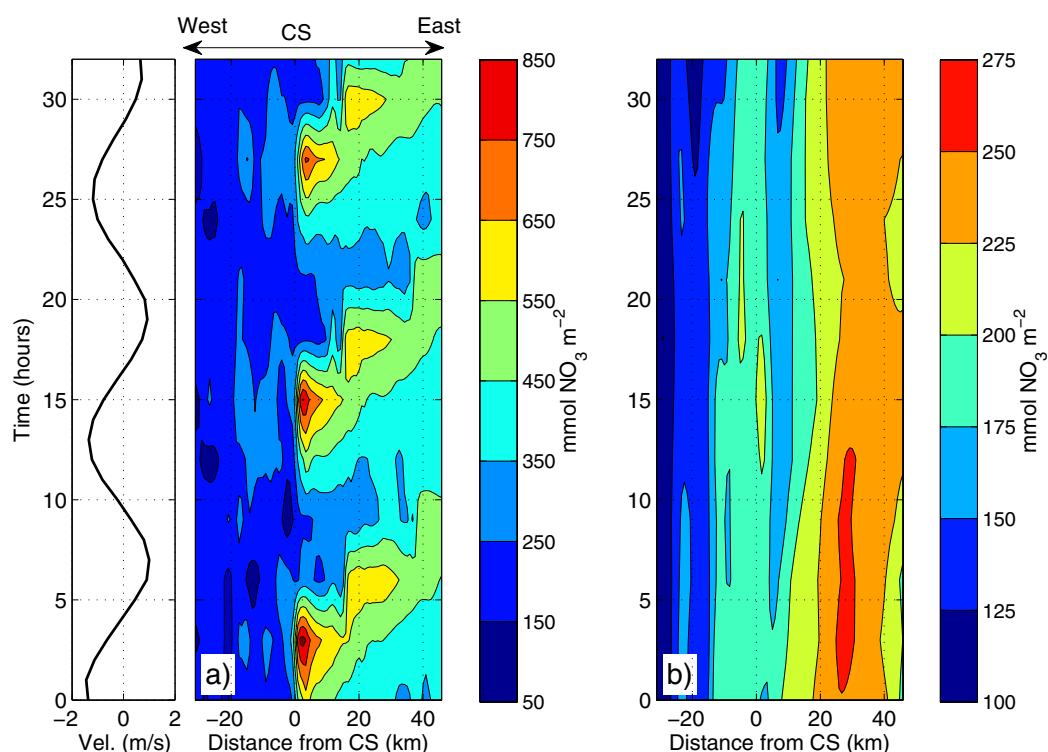 West CS East
Time (hours)
0
5
10
15
20
25
30
−2 0 2
Vel. (m/s)
a)
−20 0 20 40
Distance from CS (km)
850
750
650
550
450
350
250
150
50
mmol NO3 m−2
b)
−20 0 20 40
Distance from CS (km)
0
5
10
15
20
25
30
275
250
225
200
175
150
125
100
mmol NO3 m−2